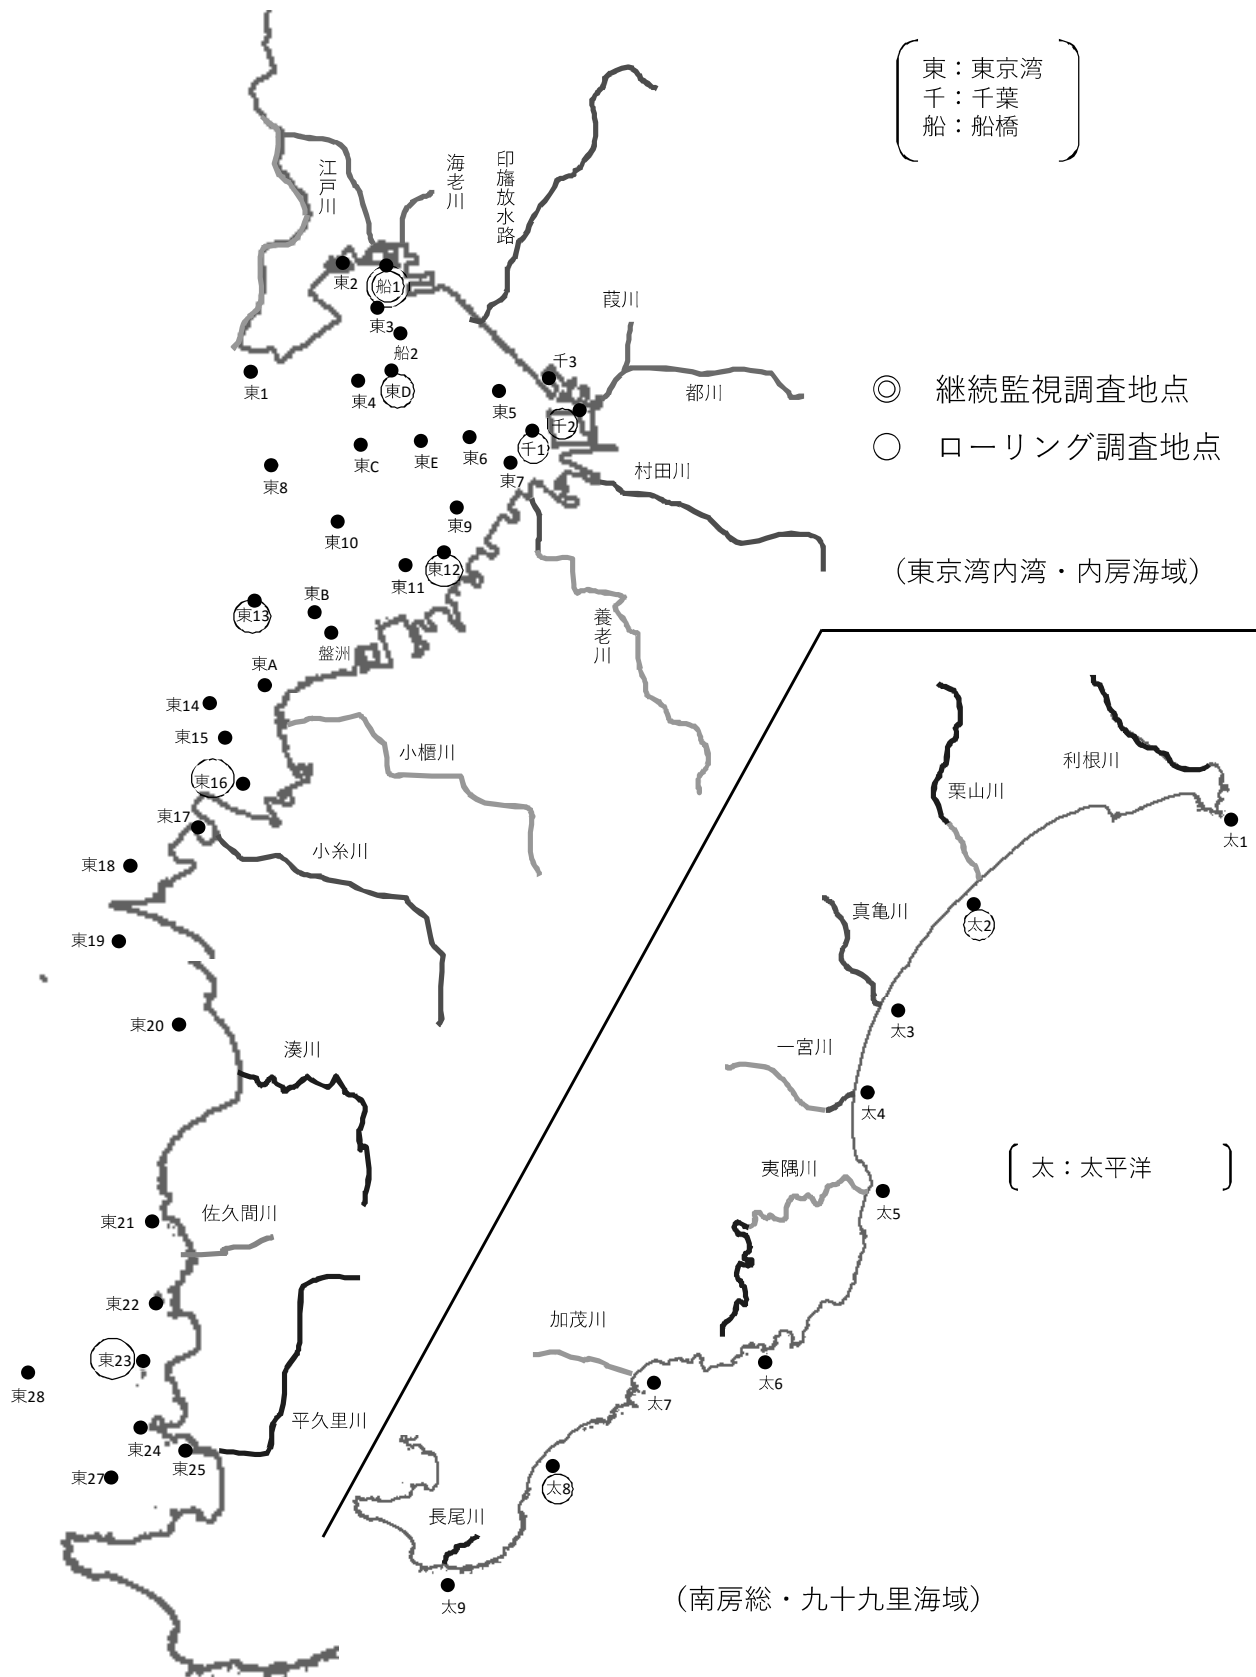 東：東京湾
千：千葉
船：船橋
江戸川
海老川
印旛放水路
葭川
都川
村田川
養老川
小櫃川
小糸川
湊川
佐久間川
平久里川
東2
船1
東3
船2
東1
東4
東D
千3
東5
千2
千1
東C
東E
東6
東7
東8
東9
東10
東11
東12
東13
東B
盤洲
東A
東14
東15
東16
東17
東18
東19
東20
東21
東22
東23
東28
東24
東25
東27
◎ 継続監視調査地点
○ ローリング調査地点
（東京湾内湾・内房海域）
利根川
栗山川
真亀川
一宮川
夷隅川
加茂川
長尾川
太1
太2
太3
太4
太5
太6
太7
太8
太9
太：太平洋
（南房総・九十九里海域）